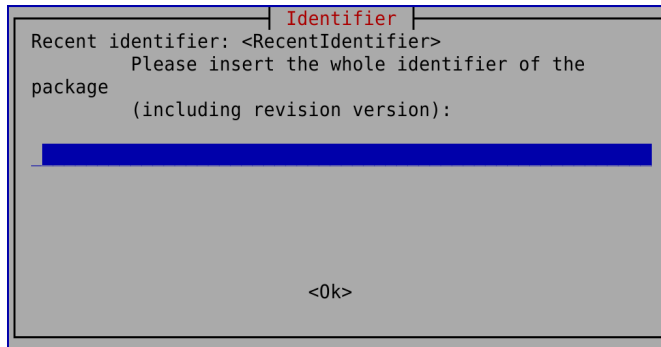 Identifier
Recent identifier: <RecentIdentifier>
Please insert the whole identifier of the
package
(including revision version):
<Ok>